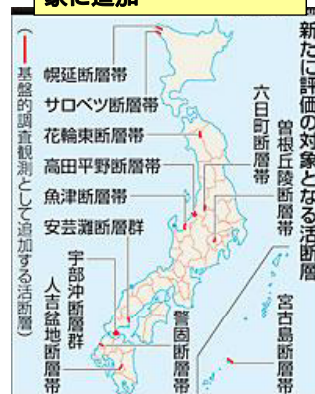 象に追加
新たに評価の対象となる活断層
幌延断層帯
サロベツ断層帯
花輪東断層帯
高田平野断層帯
魚津断層帯
安芸灘断層群
宇部沖断層群
人吉盆地断層帯
六日町断層帯
曽根丘陵断層帯
警固断層帯
宮古島断層帯
(━基盤的調査観測として追加する活断層)